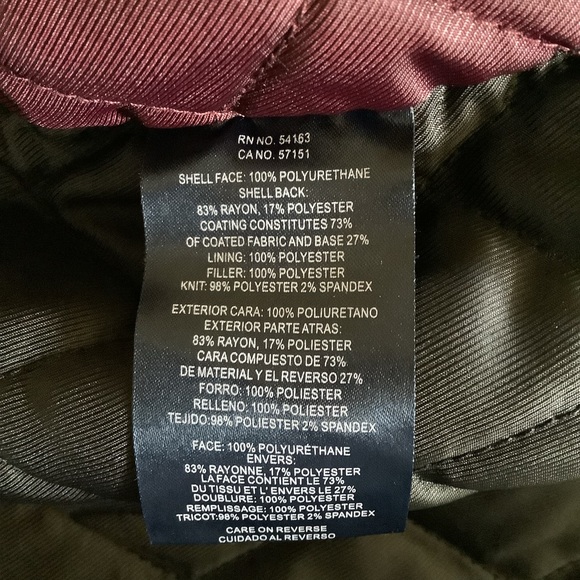 RN NO. 54163
CA NO. 57151
SHELL FACE: 100% POLYURETHANE
SHELL BACK:
83% RAYON, 17% POLYESTER
COATING CONSTITUTES 73%
OF COATED FABRIC AND BASE 27%
LINING: 100% POLYESTER
FILLER: 100% POLYESTER
KNIT: 98% POLYESTER 2% SPANDEX
EXTERIOR CARA: 100% POLIURETANO
EXTERIOR PARTE ATRAS:
83% RAYON, 17% POLIESTER
CARA COMPUESTO DE 73%
DE MATERIAL Y EL REVERSO 27%
FORRO: 100% POLIESTER
RELLENO: 100% POLIESTER
TEJIDO:98% POLIESTER 2% SPANDEX
FACE: 100% POLYURÉTHANE
ENVERS:
83% RAYONNE, 17% POLYESTER
LA FACE CONTIENT LE 73%
DU TISSU ET L' ENVERS LE 27%
DOUBLURE: 100% POLYESTER
REMPLISSAGE: 100% POLYESTER
TRICOT:98% POLYESTER 2% SPANDEX
CARE ON REVERSE
CUIDADO AL REVERSO